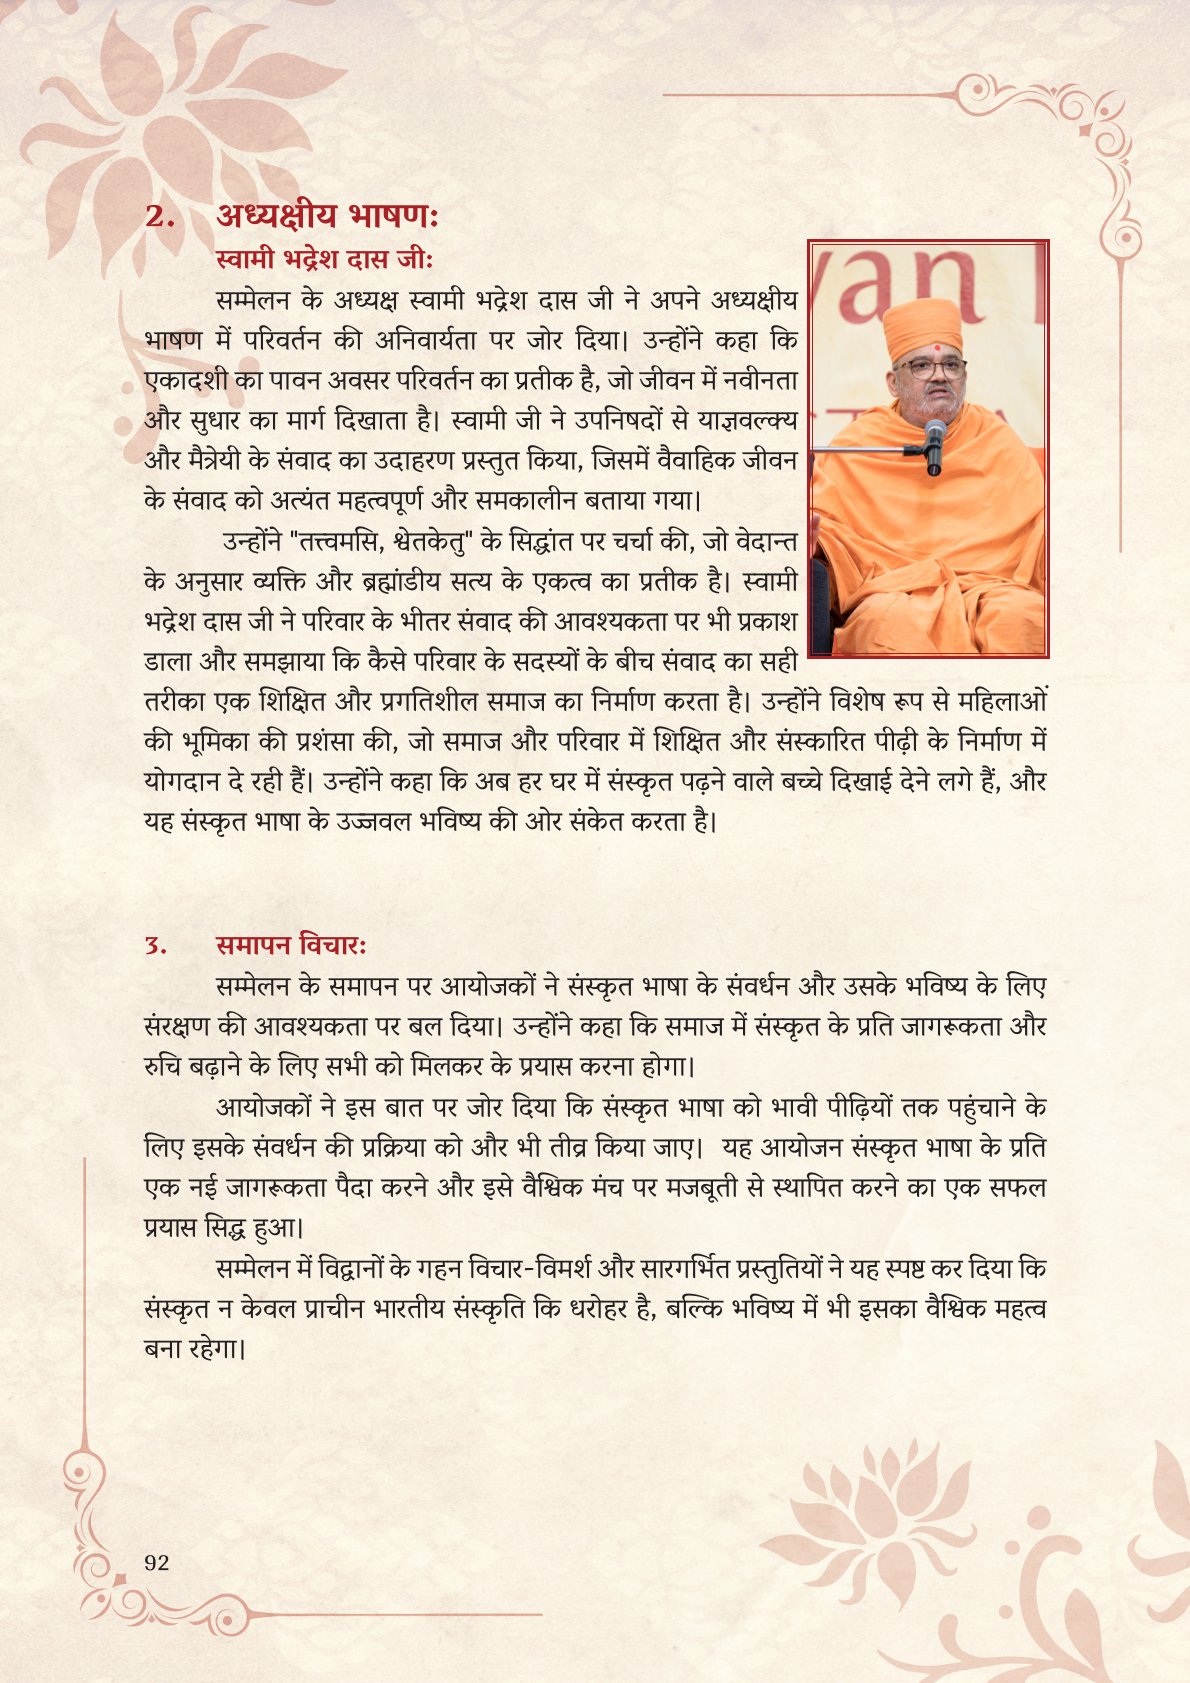 2. अध्यक्षीय भाषण:
स्वामी भद्रेश दास जी:
सम्मेलन के अध्यक्ष स्वामी भद्रेश दास जी ने अपने अध्यक्षीय
भाषण में परिवर्तन की अनिवार्यता पर जोर दिया। उन्होंने कहा कि
एकादशी का पावन अवसर परिवर्तन का प्रतीक है, जो जीवन में नवीनता
और सुधार का मार्ग दिखाता है। स्वामी जी ने उपनिषदों से याज्ञवल्क्य
और मैत्रेयी के संवाद का उदाहरण प्रस्तुत किया, जिसमें वैवाहिक जीवन
के संवाद को अत्यंत महत्वपूर्ण और समकालीन बताया गया।
उन्होंने "तत्त्वमसि, श्वेतकेतु" के सिद्धांत पर चर्चा की, जो वेदान्त
के अनुसार व्यक्ति और ब्रह्मांडीय सत्य के एकत्व का प्रतीक है। स्वामी
भद्रेश दास जी ने परिवार के भीतर संवाद की आवश्यकता पर भी प्रकाश
डाला और समझाया कि कैसे परिवार के सदस्यों के बीच संवाद का सही
तरीका एक शिक्षित और प्रगतिशील समाज का निर्माण करता है। उन्होंने विशेष रूप से महिलाओं
की भूमिका की प्रशंसा की, जो समाज और परिवार में शिक्षित और संस्कारित पीढ़ी के निर्माण में
योगदान दे रही हैं। उन्होंने कहा कि अब हर घर में संस्कृत पढ़ने वाले बच्चे दिखाई देने लगे हैं, और
यह संस्कृत भाषा के उज्जवल भविष्य की ओर संकेत करता है।
van
3. समापन विचार:
सम्मेलन के समापन पर आयोजकों ने संस्कृत भाषा के संवर्धन और उसके भविष्य के लिए
संरक्षण की आवश्यकता पर बल दिया। उन्होंने कहा कि समाज में संस्कृत के प्रति जागरूकता और
रुचि बढ़ाने के लिए सभी को मिलकर के प्रयास करना होगा।
आयोजकों ने इस बात पर जोर दिया कि संस्कृत भाषा को भावी पीढ़ियों तक पहुंचाने के
लिए इसके संवर्धन की प्रक्रिया को और भी तीव्र किया जाए। यह आयोजन संस्कृत भाषा के प्रति
एक नई जागरूकता पैदा करने और इसे वैश्विक मंच पर मजबूती से स्थापित करने का एक सफल
प्रयास सिद्ध हुआ।
सम्मेलन में विद्वानों के गहन विचार-विमर्श और सारगर्भित प्रस्तुतियों ने यह स्पष्ट कर दिया कि
संस्कृत न केवल प्राचीन भारतीय संस्कृति कि धरोहर है, बल्कि भविष्य में भी इसका वैश्विक महत्व
बना रहेगा।
92